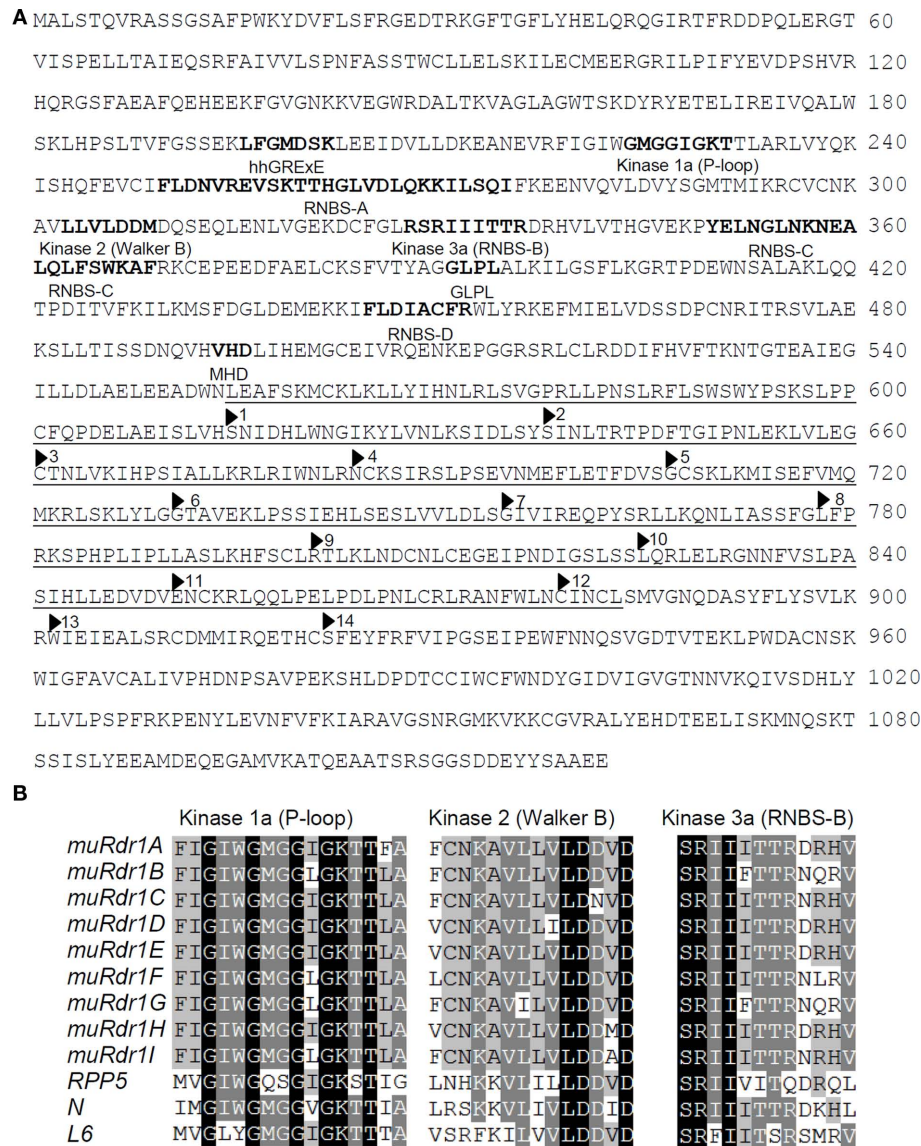 A
MALSTQVRASSGSAFPWKYDVFLSFRGEDTRKGFTGFLYHELQRQGIRTFRDDPQLERGT 60
VISPELLTAIEQSRFAIVVLSPNFASSTWCLLELSKILECMEERGRILPIFYEVDPSHVR 120
HQRGSFAEAFQEHEEKFGVGNKKVEGWRDALTKVAGLAGWTSKDYRYETELIREIVQALW 180
SKLHPSLTVFGSSEKLFGMDSKLEEIDVLLDKEANEVRFIGIWGMGGIGKTTLARLVYQK 240
hhGRExE Kinase 1a (P-loop)
ISHQFEVCIFLDNVREVSKTTHGLVDLQKKILSQIFKEENVQVLDVYSGMTMIKRCVCNK 300
RNBS-A
AVLLVLDDMDQSEQLENLVGEKDCFGLRSRIIITTRDRHVLVTHGVEKPYELNGLNKNEA 360
Kinase 2 (Walker B) Kinase 3a (RNBS-B) RNBS-C
LQLFSWKAFRKCEPEEDFAELCKSFVTYAGGLPLALKILGSFLKGRTPDEWNSALAKLQQ 420
RNBS-C GLPL
TPDITVFKILKMSFDGLDEMEKKIFLDIACFRWLYRKEFMIELVDSSDPCNRITRSVLAE 480
RNBS-D
KSLLTISSDNQVHVHDLIHEMGCEIVRQENKEPGGRSRLCLRDDIFHVFTKNTGTEAIEG 540
MHD
ILLDLAELEEADWNLEAFSKMCKLKLLYIHNLRLSVGPRLLPNSLRFLSWSWYPSKSLPP 600
1 2
CFQPDELAEISLVHSNIDHLWNGIKYLVNLKSIDLSYSINLTRTPDFTGIPNLEKLVLEG 660
3 4 5
CTNLVKIHPSIALLKRLRIWNLRNCKSIRSLPSEVNMEFLETFDVSGCSKLKMISEFVMQ 720
6 7 8
MKRLSKLYLGGTAVEKLPSSIEHLSESLVVLDLSGIVIREQPYSRLLKQNLIASSFGLFP 780
9 10
RKSPHPLIPLLASLKHFSCLRTLKLNDCNLCEGEIPNDIGSLSSLQRLELRGNNFVSLPA 840
11 12
SIHLLEDVDVENCKRLQQLPELPDLPNLCRLRANFWLNCINCLSMVGNQDASYFLYSVLK 900
13 14
RWIEIEALSRCDMMIRQETHCSFEYFRFVIPGSEIPEWFNNQSVGDTVTEKLPWDACNSK 960
WIGFAVCALIVPHDNPSAVPEKSHLDPDTCCIWCFWNDYGIDVIGVGTNNVKQIVSDHLY 1020
LLVLPSPFRKPENYLEVNFVFKIARAVGSNRGMKVKKCGVRALYEHDTEELISKMNQSKT 1080
SSISLYEEAMDEQEGAMVKATQEAATSRSGGSDDEYYSAAEE
B
Kinase 1a (P-loop) Kinase 2 (Walker B) Kinase 3a (RNBS-B)
muRdr1A FIGIWGMGGIGKTTFA FCNKAVLLVLDDVD SRIIITTRDRHV
muRdr1B FIGIWGMGGLGKTTLA FCNKAVLLVLDDVD SRIIFTTRNQRV
muRdr1C FIGIWGMGGIGKTTLA FCNKAVLLVLDNVD SRIIITTRNRHV
muRdr1D FIGIWGMGGIGKTTLA VCNKAVLLILDDVD SRIIITTRDRHV
muRdr1E FIGIWGMGGIGKTTLA VCNKAVLLVLDDVD SRIIITTRDRHV
muRdr1F FIGIWGMGGLGKTTLA LCNKAVLLVLDDVD SRIIITTRNLRV
muRdr1G FIGIWGMGGLGKTTLA FCNKAVILVLDDVD SRIIFTTRNQRV
muRdr1H FIGIWGMGGIGKTTLA VCNKAVLLVLDDMD SRIIITTRDRHV
muRdr1I FIGIWGMGGLGKTTLA FCNKAVLLVLDDAD SRIIITTRNRHV
RPP5 MVGIWGQSGIGKSTIG LNHKKVLILLDDVD SRIIVITQDRQL
N IMGIWGMGGVGKTTIA LRSKKVLIVLDDID SRIIITTRDKHL
L6 MVGLYGMGGIGKTTTA VSRFKILVVLDDVD SRFIITSRSMRV